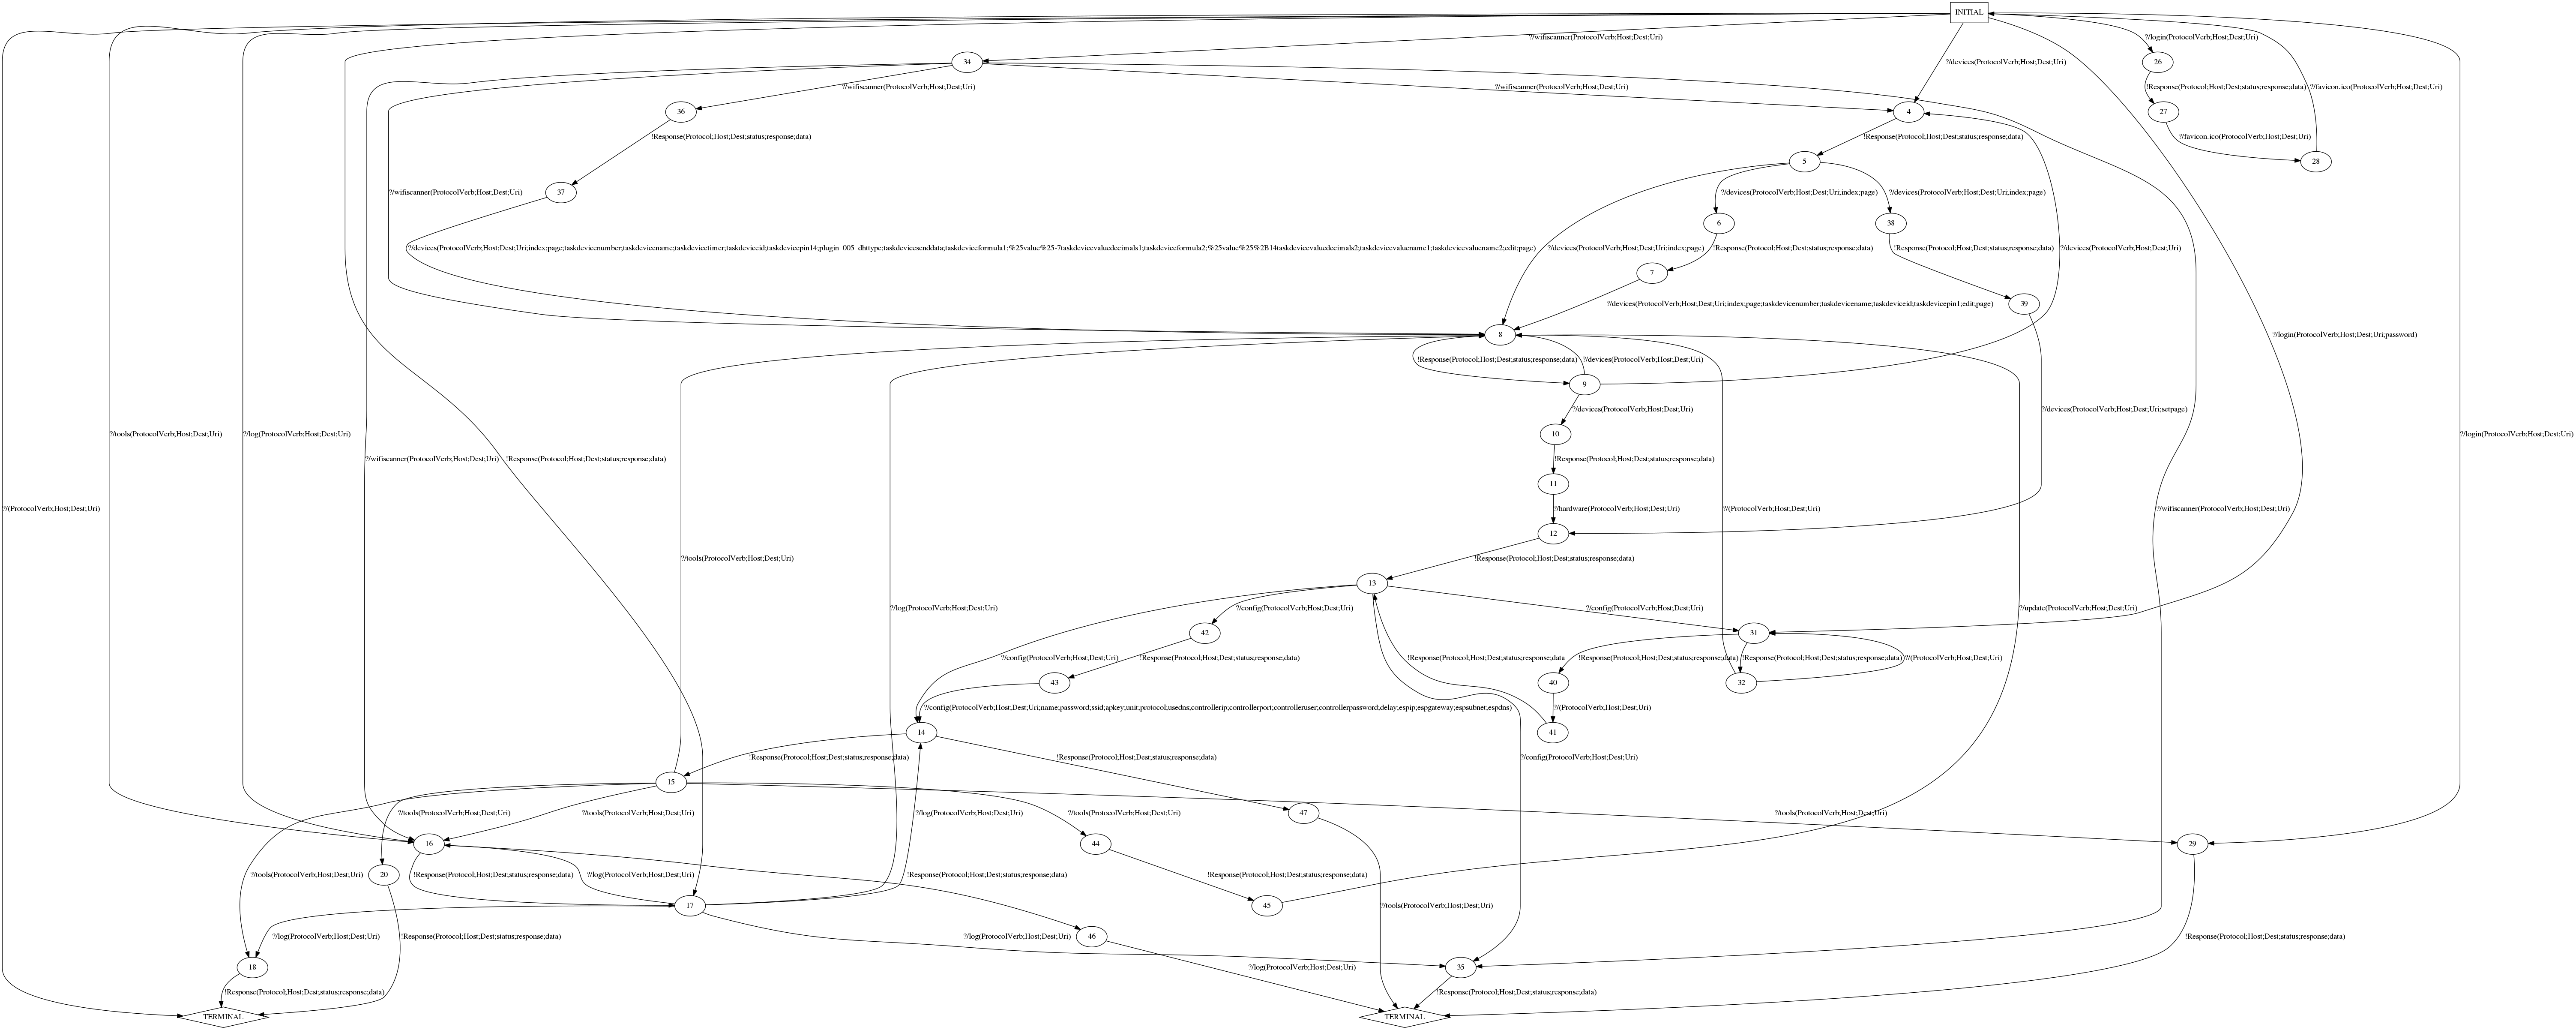 INITIAL
?/wifiscanner(ProtocolVerb;Host;Dest;Uri)
?/login(ProtocolVerb;Host;Dest;Uri)
34
?/devices(ProtocolVerb;Host;Dest;Uri)
26
?/wifiscanner(ProtocolVerb;Host;Dest;Uri)
?/wifiscanner(ProtocolVerb;Host;Dest;Uri)
!Response(Protocol;Host;Dest;status;response;data)
?/favicon.ico(ProtocolVerb;Host;Dest;Uri)
36
4
27
!Response(Protocol;Host;Dest;status;response;data)
!Response(Protocol;Host;Dest;status;response;data)
?/favicon.ico(ProtocolVerb;Host;Dest;Uri)
5
28
37
?/wifiscanner(ProtocolVerb;Host;Dest;Uri)
?/devices(ProtocolVerb;Host;Dest;Uri;index;page)
?/devices(ProtocolVerb;Host;Dest;Uri;index;page)
6
38
?/devices(ProtocolVerb;Host;Dest;Uri;index;page;taskdevicenumber;taskdevicename;taskdevicetimer;taskdeviceid;taskdevicepin14;plugin_005_dhttype;taskdevicesenddata;taskdeviceformula1;%25value%25-7taskdevicevaluedecimals1;taskdeviceformula2;%25value%25%2B14taskdevicevaluedecimals2;taskdevicevaluename1;taskdevicevaluename2;edit;page)
?/devices(ProtocolVerb;Host;Dest;Uri;index;page)
!Response(Protocol;Host;Dest;status;response;data)
!Response(Protocol;Host;Dest;status;response;data)
?/devices(ProtocolVerb;Host;Dest;Uri)
7
39
?/devices(ProtocolVerb;Host;Dest;Uri;index;page;taskdevicenumber;taskdevicename;taskdeviceid;taskdevicepin1;edit;page)
8
?/login(ProtocolVerb;Host;Dest;Uri;password)
!Response(Protocol;Host;Dest;status;response;data)
?/devices(ProtocolVerb;Host;Dest;Uri)
9
?/devices(ProtocolVerb;Host;Dest;Uri)
?/devices(ProtocolVerb;Host;Dest;Uri;setpage)
?/tools(ProtocolVerb;Host;Dest;Uri)
?/log(ProtocolVerb;Host;Dest;Uri)
10
?/login(ProtocolVerb;Host;Dest;Uri)
?/wifiscanner(ProtocolVerb;Host;Dest;Uri)
!Response(Protocol;Host;Dest;status;response;data)
!Response(Protocol;Host;Dest;status;response;data)
11
?/(ProtocolVerb;Host;Dest;Uri)
?/hardware(ProtocolVerb;Host;Dest;Uri)
?/(ProtocolVerb;Host;Dest;Uri)
?/wifiscanner(ProtocolVerb;Host;Dest;Uri)
12
?/tools(ProtocolVerb;Host;Dest;Uri)
!Response(Protocol;Host;Dest;status;response;data)
13
?/log(ProtocolVerb;Host;Dest;Uri)
?/config(ProtocolVerb;Host;Dest;Uri)
?/config(ProtocolVerb;Host;Dest;Uri)
?/update(ProtocolVerb;Host;Dest;Uri)
42
31
?/config(ProtocolVerb;Host;Dest;Uri)
!Response(Protocol;Host;Dest;status;response;data)
!Response(Protocol;Host;Dest;status;response;data
!Response(Protocol;Host;Dest;status;response;data)
!Response(Protocol;Host;Dest;status;response;data)
?/(ProtocolVerb;Host;Dest;Uri)
43
40
32
?/config(ProtocolVerb;Host;Dest;Uri;name;password;ssid;apkey;unit;protocol;usedns;controllerip;controllerport;controlleruser;controllerpassword;delay;espip;espgateway;espsubnet;espdns)
?/(ProtocolVerb;Host;Dest;Uri)
14
41
!Response(Protocol;Host;Dest;status;response;data)
!Response(Protocol;Host;Dest;status;response;data)
?/config(ProtocolVerb;Host;Dest;Uri)
15
?/tools(ProtocolVerb;Host;Dest;Uri)
?/tools(ProtocolVerb;Host;Dest;Uri)
?/log(ProtocolVerb;Host;Dest;Uri)
?/tools(ProtocolVerb;Host;Dest;Uri)
47
?/tools(ProtocolVerb;Host;Dest;Uri)
16
44
29
?/tools(ProtocolVerb;Host;Dest;Uri)
20
!Response(Protocol;Host;Dest;status;response;data)
?/log(ProtocolVerb;Host;Dest;Uri)
!Response(Protocol;Host;Dest;status;response;data)
!Response(Protocol;Host;Dest;status;response;data)
17
45
?/tools(ProtocolVerb;Host;Dest;Uri)
?/log(ProtocolVerb;Host;Dest;Uri)
!Response(Protocol;Host;Dest;status;response;data)
?/log(ProtocolVerb;Host;Dest;Uri)
46
!Response(Protocol;Host;Dest;status;response;data)
18
?/log(ProtocolVerb;Host;Dest;Uri)
35
!Response(Protocol;Host;Dest;status;response;data)
!Response(Protocol;Host;Dest;status;response;data)
TERMINAL
TERMINAL